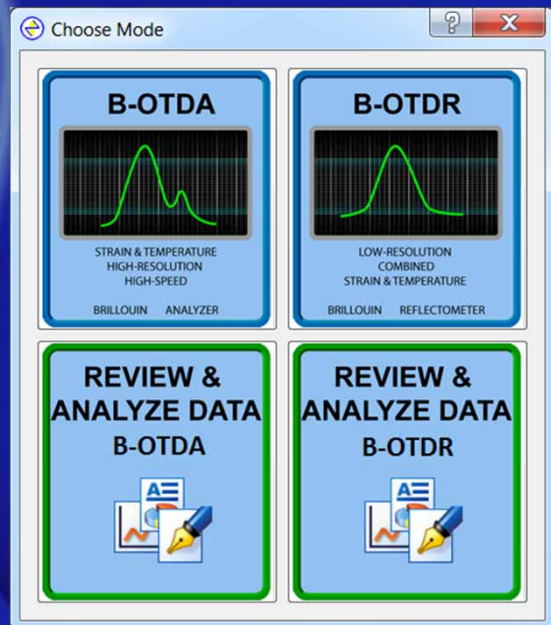 Choose Mode
B-OTDA
STRAIN & TEMPERATURE
HIGH-RESOLUTION
HIGH-SPEED
BRILLOUIN ANALYZER
B-OTDR
LOW-RESOLUTION
COMBINED
STRAIN & TEMPERATURE
BRILLOUIN REFLECTOMETER
REVIEW &
ANALYZE DATA
B-OTDA
REVIEW &
ANALYZE DATA
B-OTDR